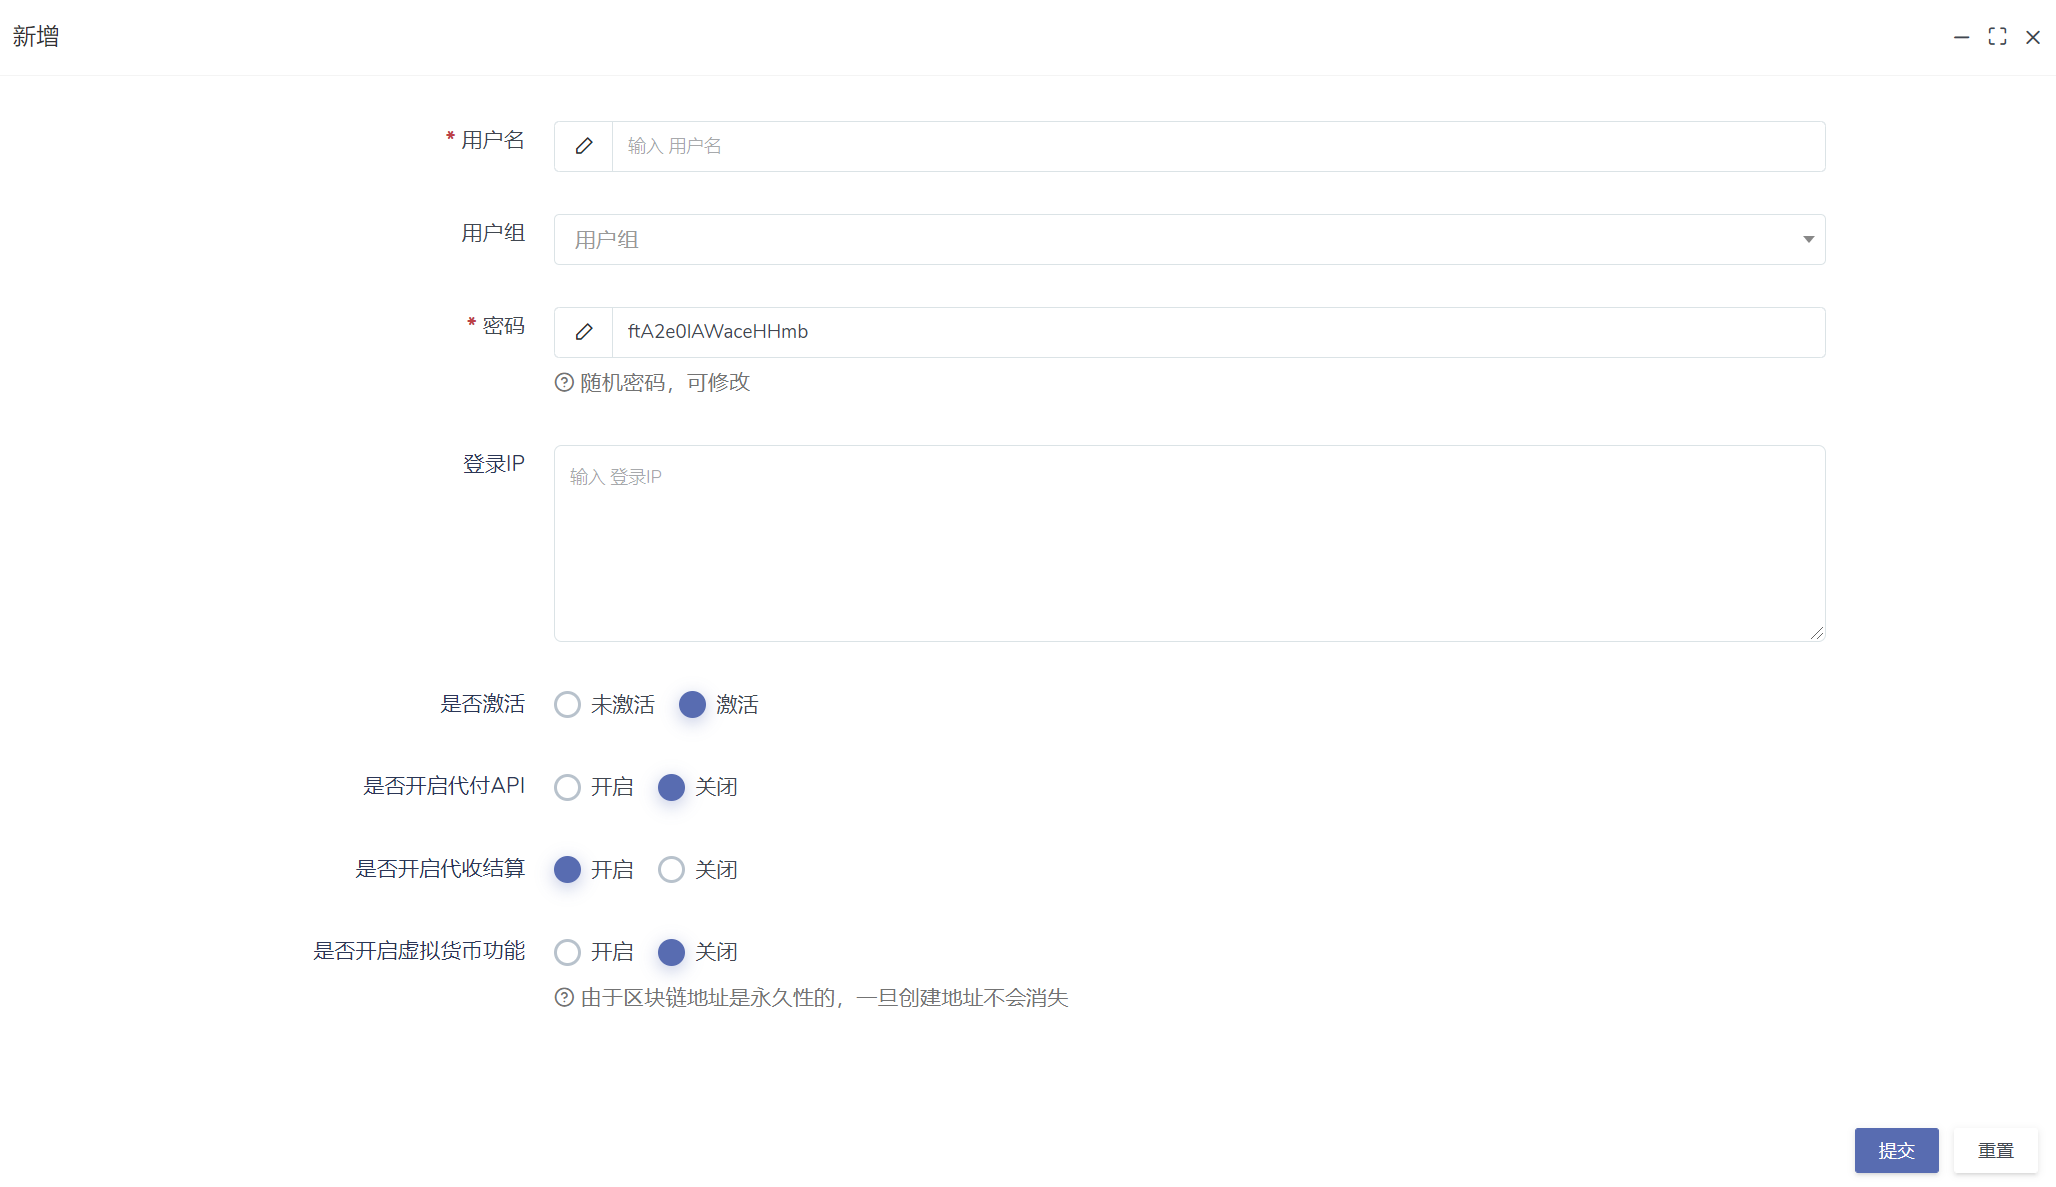 新增
* 用户名
输入 用户名
用户组
用户组
* 密码
ftA2e0IAWaceHHmb
随机密码，可修改
登录IP
输入 登录IP
是否激活 未激活 激活
是否开启代付API 开启 关闭
是否开启代收结算 开启 关闭
是否开启虚拟货币功能 开启 关闭
由于区块链地址是永久性的，一旦创建地址不会消失
提交 重置